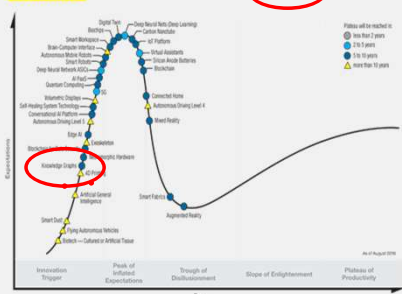 Plateau will be reached in:
less than 2 years
2 to 5 years
5 to 10 years
more than 10 years
Digital Twin
Biochips
Smart Workspace
Brain-Computer Interface
Autonomous Mobile Robots
Smart Robots
Deep Neural Network ASICs
AI PaaS
Quantum Computing
5G
Volumetric Displays
Self-Healing System Technology
Conversational AI Platform
Autonomous Driving Level 5
Edge AI
Exoskeleton
Blockchain
Hardware
Knowledge Graphs
4D Printing
Artificial General
Intelligence
Smart Dust
Flying Autonomous Vehicles
Biotech — Cultured or Artificial Tissue
Deep Neural Nets (Deep Learning)
Carbon Nanotube
IoT Platform
Virtual Assistants
Silicon Anode Batteries
Blockchain
Connected Home
Autonomous Driving Level 4
Mixed Reality
Smart Fabrics
Augmented Reality
Expectations
As of August 2018
Innovation
Trigger
Peak of
Inflated
Expectations
Trough of
Disillusionment
Slope of Enlightenment
Plateau of
Productivity